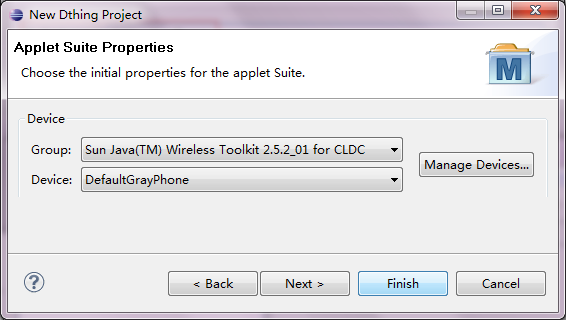 New Dthing Project
Applet Suite Properties
Choose the initial properties for the applet Suite.
M
Device
Group: Sun Java(TM) Wireless Toolkit 2.5.2_01 for CLDC
Manage Devices...
Device: DefaultGrayPhone
? < Back Next > Finish Cancel